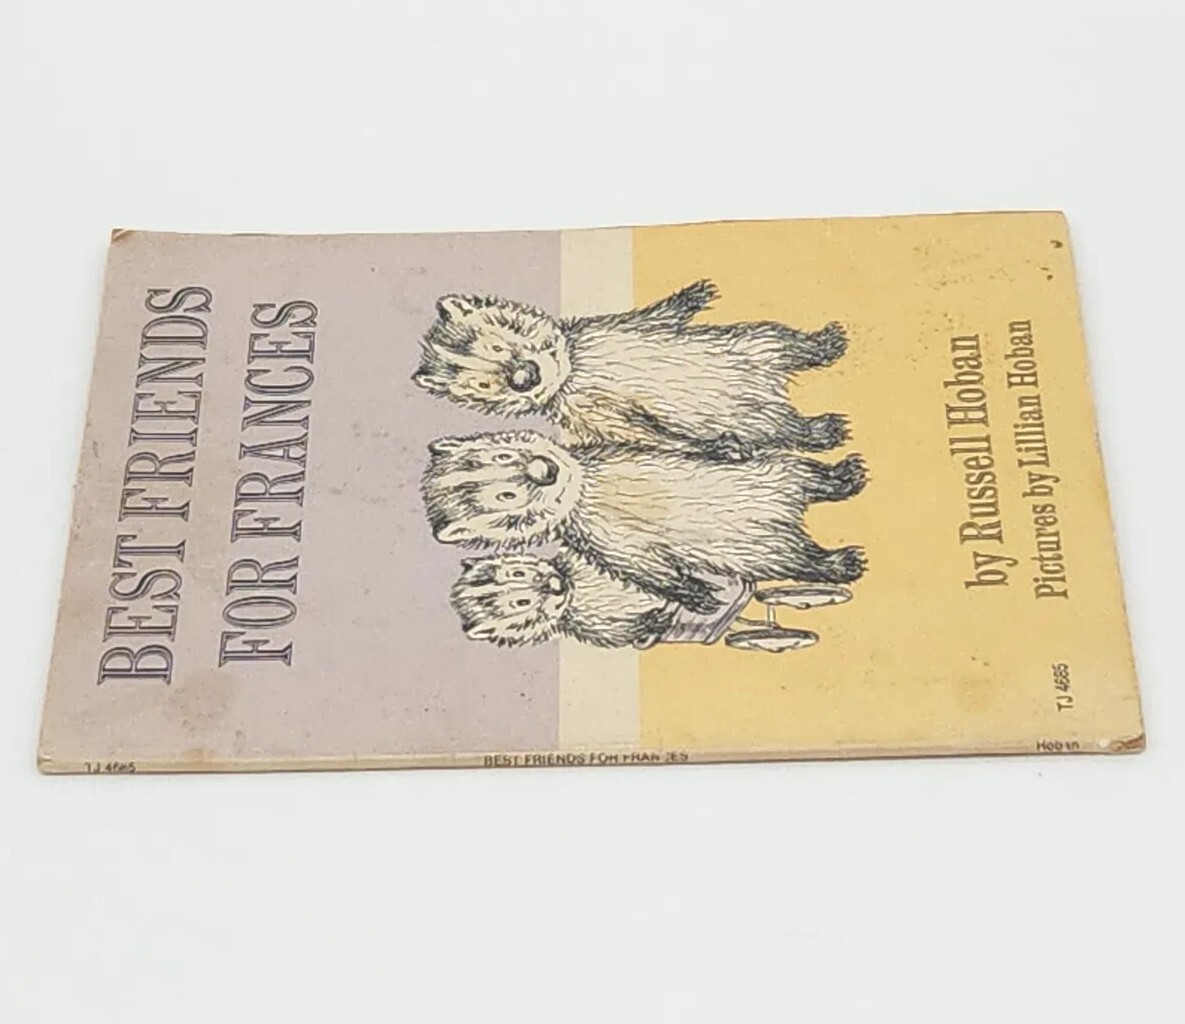 BEST FRIENDS
FOR FRANCES
by Russell Hoban
Pictures by Lillian Hoban
TJ 4685
TJ 4685
BEST FRIENDS FOR FRANCES
Hoban